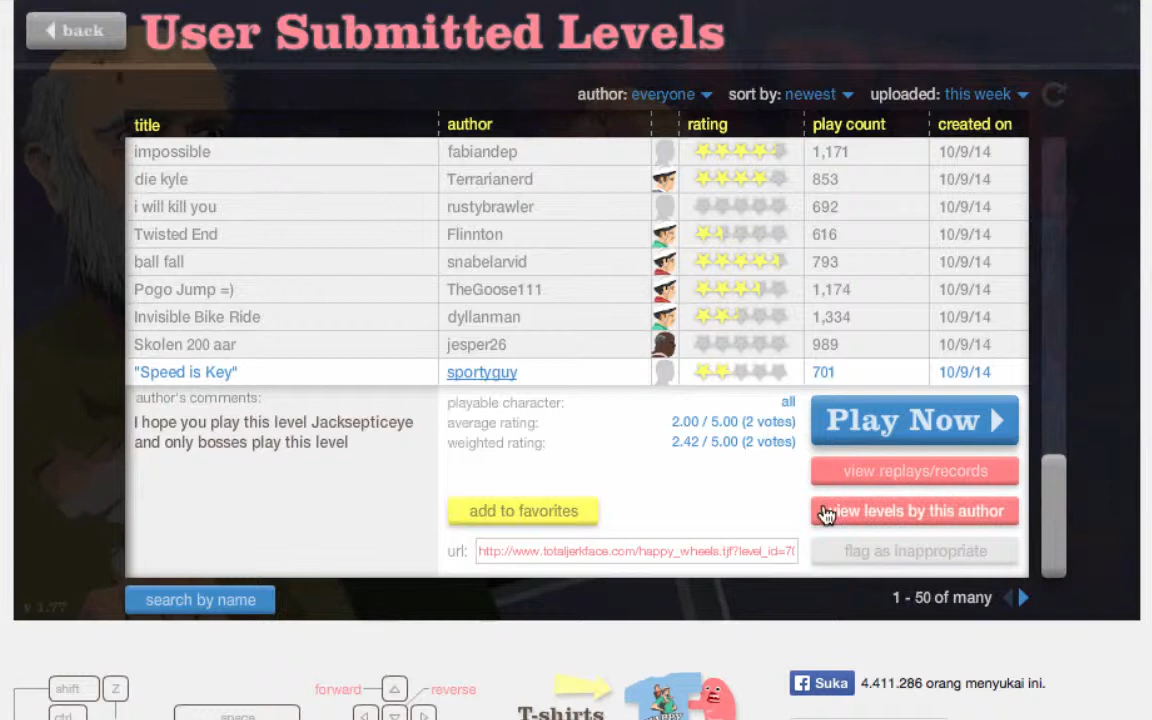 back
User Submitted Levels
author: everyone sort by: newest uploaded: this week
title author rating play count created on
impossible fabiandep 1,171 10/9/14
die kyle Terrarianerd 853 10/9/14
i will kill you rustybrawler 692 10/9/14
Twisted End Flinnton 616 10/9/14
ball fall snabelarvid 793 10/9/14
Pogo Jump =) TheGoose111 1,174 10/9/14
Invisible Bike Ride dyllanman 1,334 10/9/14
Skolen 200 aar jesper26 989 10/9/14
"Speed is Key" sportyguy 701 10/9/14
author's comments:
I hope you play this level Jacksepticeye
and only bosses play this level
playable character: all
average rating: 2.00 / 5.00 (2 votes)
weighted rating: 2.42 / 5.00 (2 votes)
Play Now
view replays/records
add to favorites
view levels by this author
url: http://www.totaljerkface.com/happy_wheels.tjf?level_id=7(
flag as inappropriate
v 1.77
search by name
1 - 50 of many
shift Z
forward reverse
Suka 4.411.286 orang menyukai ini.
ctrl
space
T-shirts
HAPPY